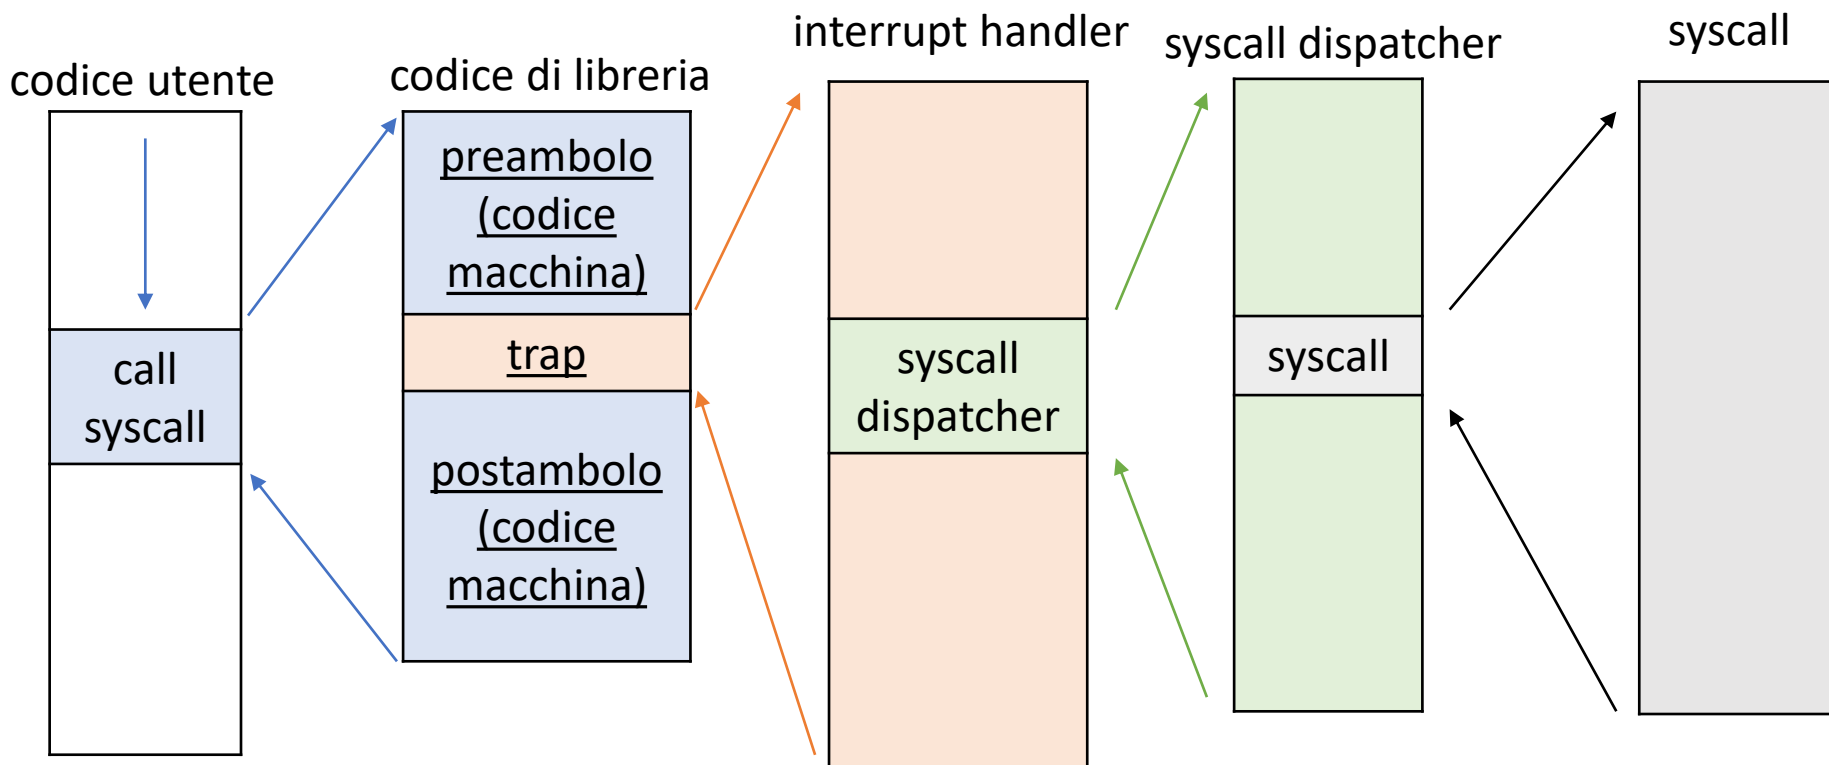 codice utente
call
syscall
codice di libreria
preambolo
(codice
macchina)
trap
postambolo
(codice
macchina)
interrupt handler
syscall
dispatcher
syscall dispatcher
syscall
syscall